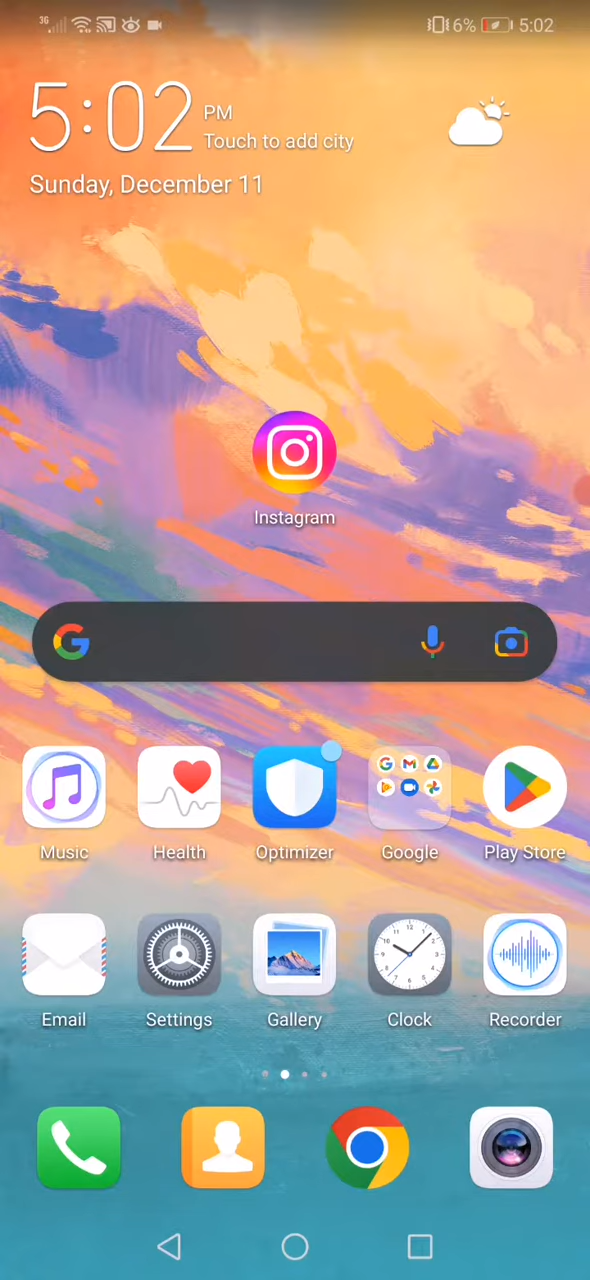 3G 6% 5:02
5:02 PM
Touch to add city
Sunday, December 11
Instagram
Music Health Optimizer Google Play Store
Email Settings Gallery Clock Recorder